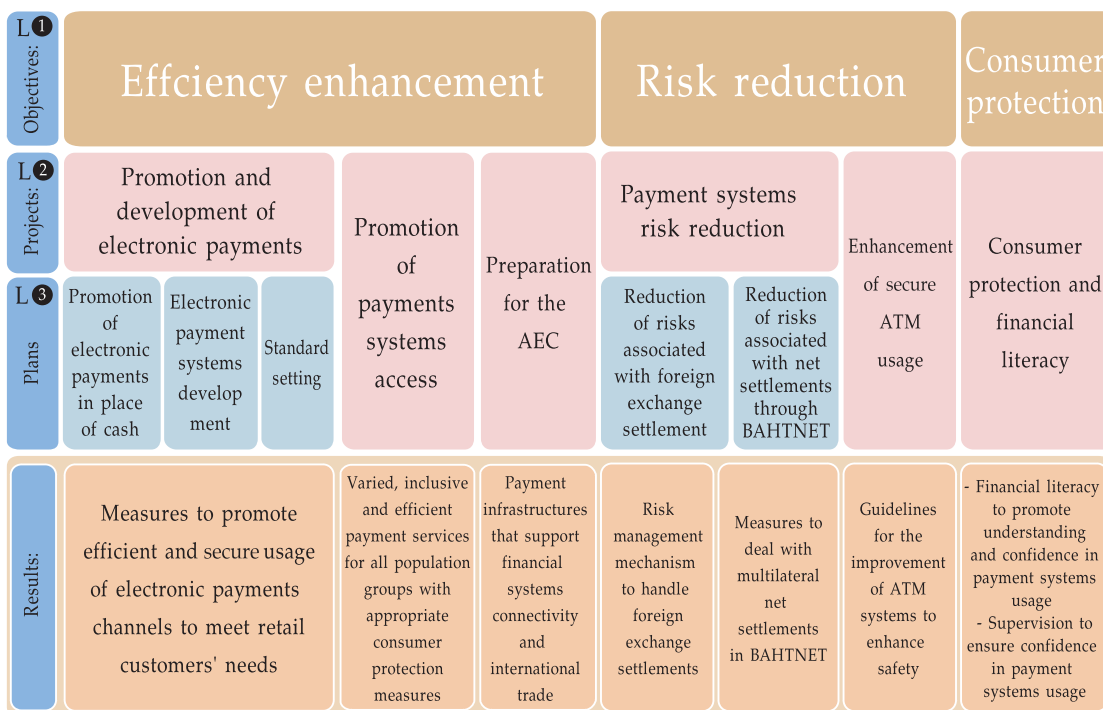 L 1
Objectives:
Effciency enhancement
Risk reduction
Consumer
protection
L 2
Projects:
Promotion and
development of
electronic payments
Promotion
of
payments
systems
access
Preparation
for the
AEC
Payment systems
risk reduction
Enhancement
of secure
ATM
usage
Consumer
protection and
financial
literacy
L 3
Plans
Promotion
of
electronic
payments
in place
of cash
Electronic
payment
systems
develop
ment
Standard
setting
Reduction
of risks
associated
with foreign
exchange
settlement
Reduction
of risks
associated
with net
settlements
through
BAHTNET
Results:
Measures to promote
efficient and secure usage
of electronic payments
channels to meet retail
customers' needs
Varied, inclusive
and efficient
payment services
for all population
groups with
appropriate
consumer
protection
measures
Payment
infrastructures
that support
financial
systems
connectivity
and
international
trade
Risk
management
mechanism
to handle
foreign
exchange
settlements
Measures to
deal with
multilateral
net
settlements
in BAHTNET
Guidelines
for the
improvement
of ATM
systems to
enhance
safety
- Financial literacy
to promote
understanding
and confidence in
payment systems
usage
- Supervision to
ensure confidence
in payment
systems usage